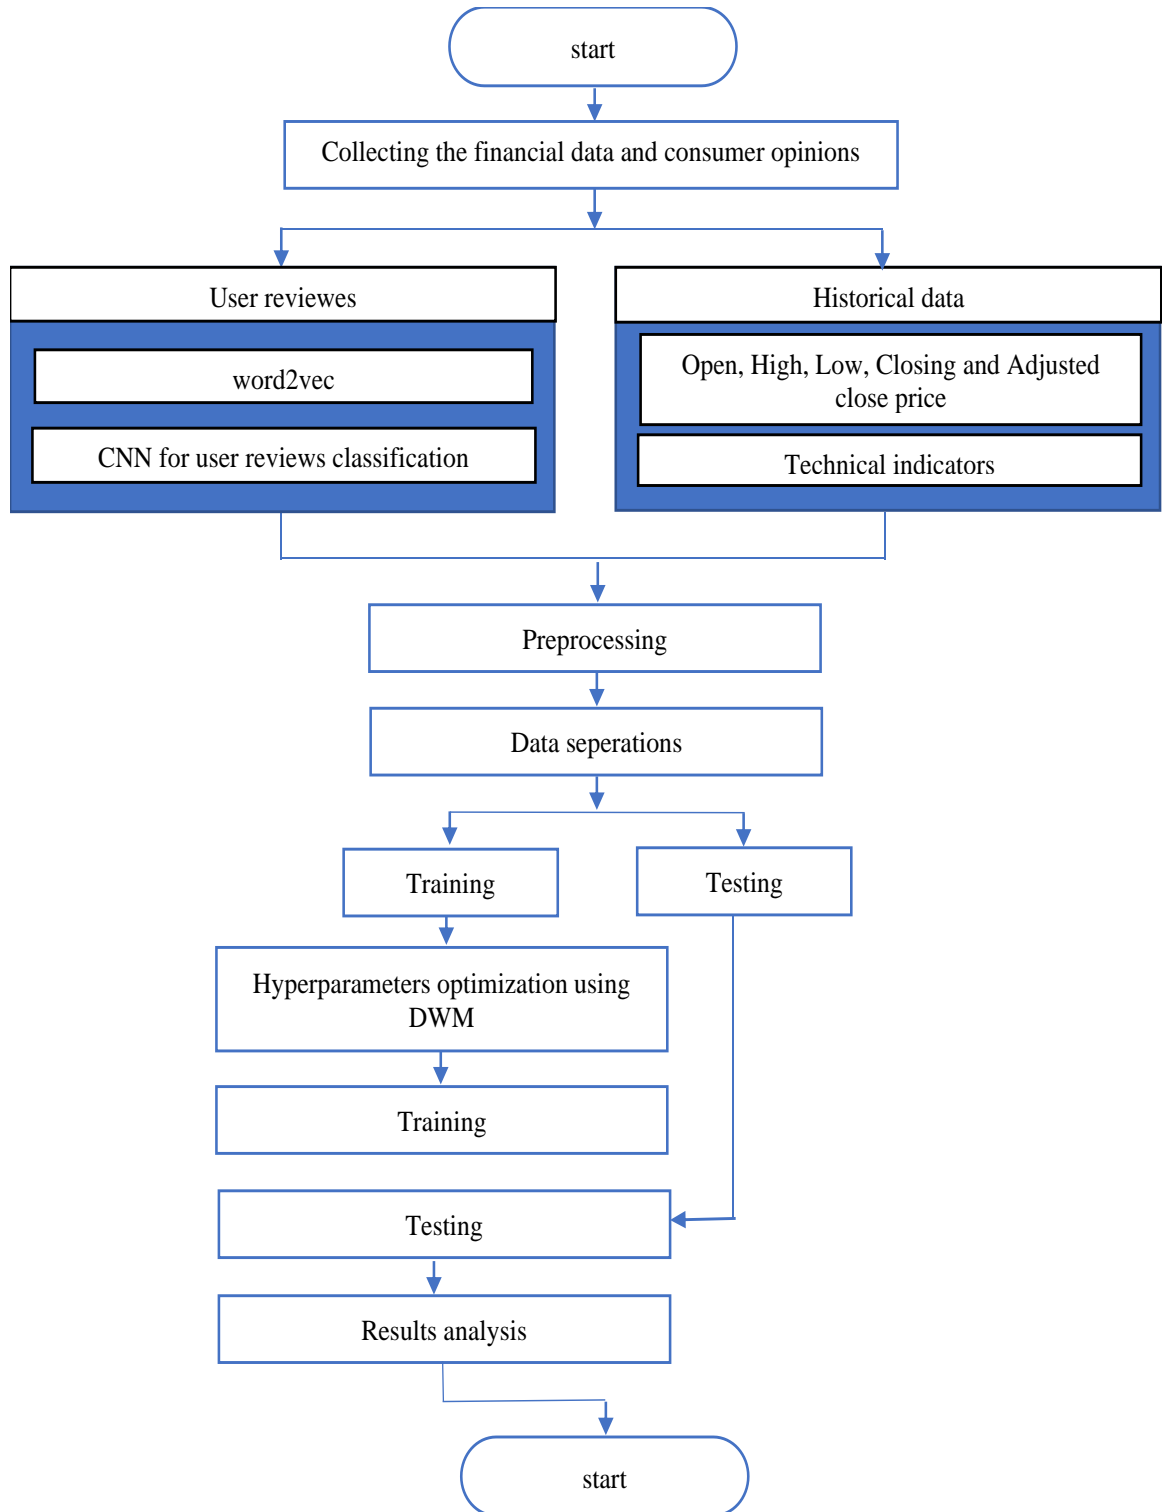 start
Collecting the financial data and consumer opinions
User reviewes
Historical data
word2vec
Open, High, Low, Closing and Adjusted
close price
CNN for user reviews classification
Technical indicators
Preprocessing
Data seperations
Training
Testing
Hyperparameters optimization using
DWM
Training
Testing
Results analysis
start